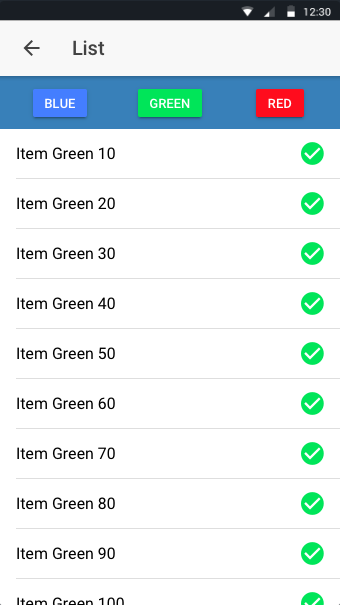 12:30
List
BLUE GREEN RED
Item Green 10
Item Green 20
Item Green 30
Item Green 40
Item Green 50
Item Green 60
Item Green 70
Item Green 80
Item Green 90
Item Green 100